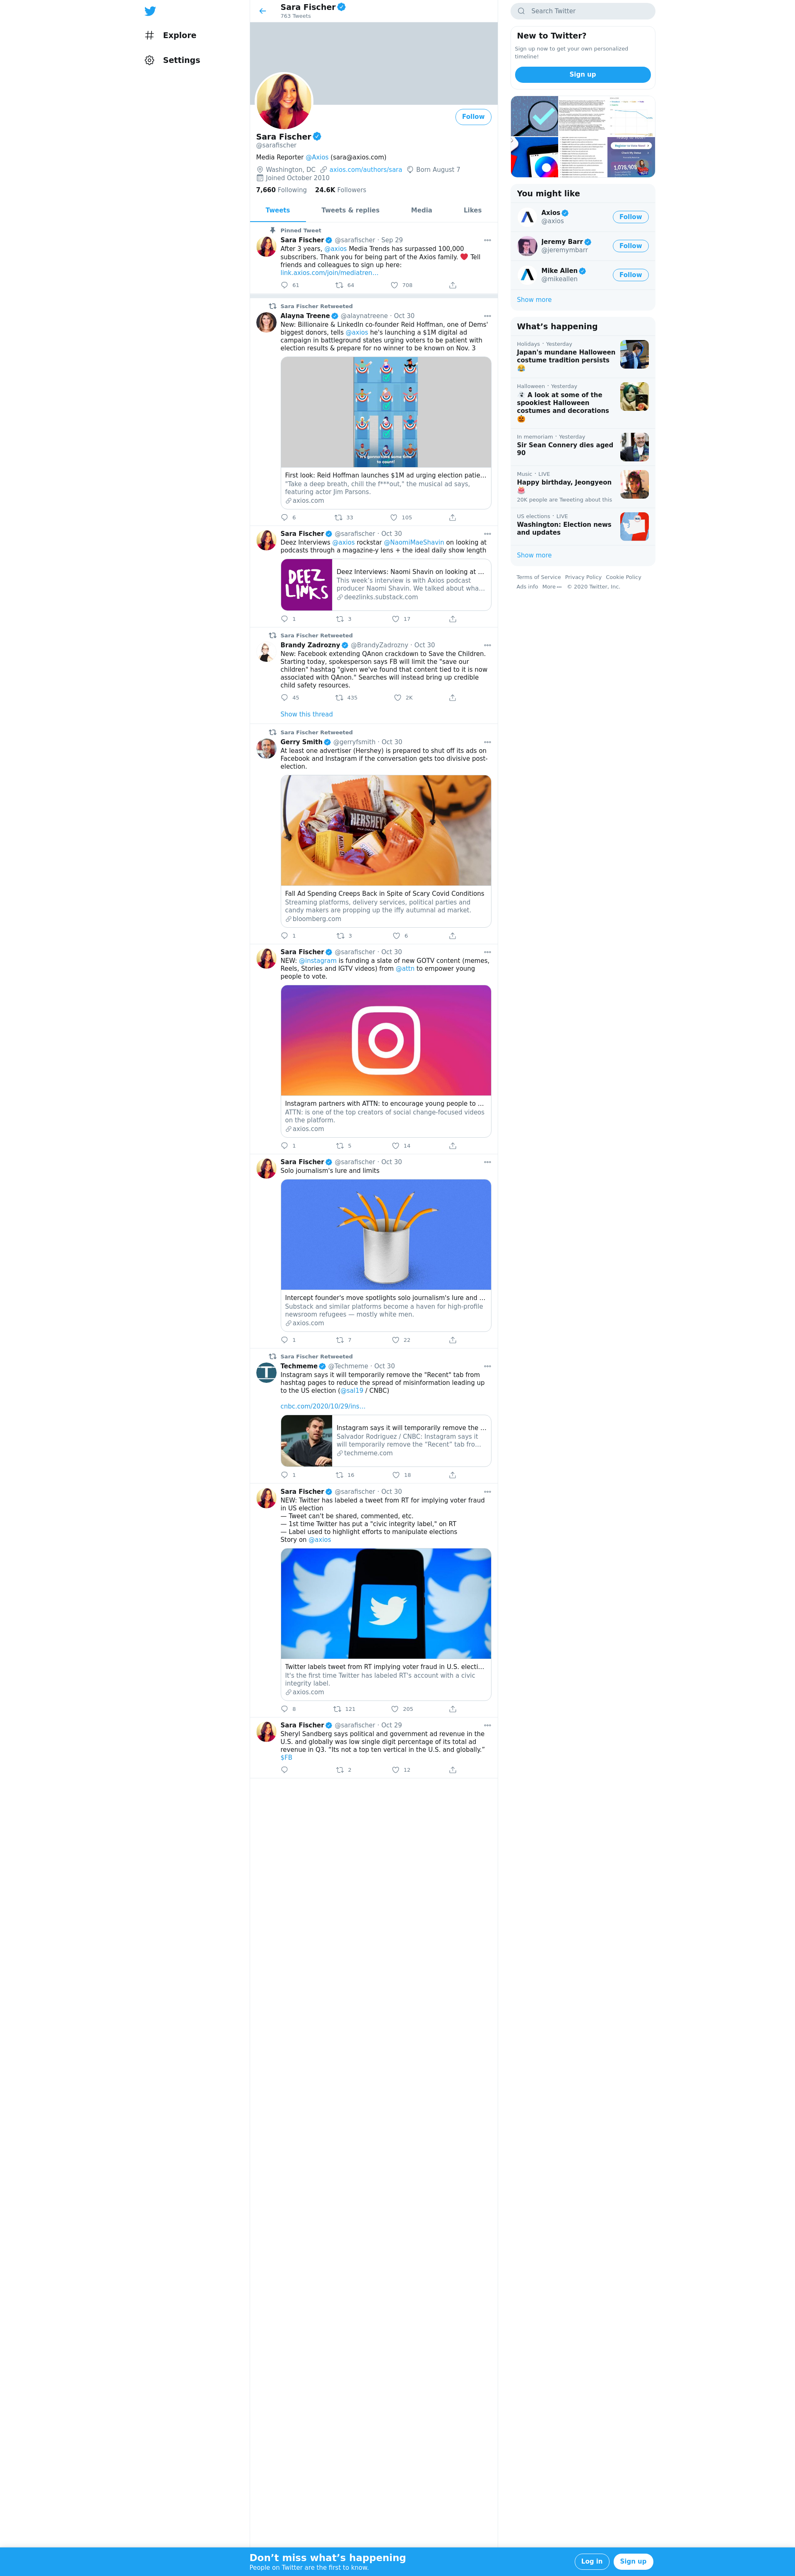 Explore
Settings
Sara Fischer
763 Tweets
Follow
Sara Fischer
@sarafischer
Media Reporter @Axios (sara@axios.com)
Washington, DC axios.com/authors/sara Born August 7
Joined October 2010
7,660 Following 24.6K Followers
Tweets Tweets & replies Media Likes
Pinned Tweet
Sara Fischer @sarafischer · Sep 29
After 3 years, @axios Media Trends has surpassed 100,000
subscribers. Thank you for being part of the Axios family. ❤️ Tell
friends and colleagues to sign up here:
link.axios.com/join/mediatren…
61 64 708
Sara Fischer Retweeted
Alayna Treene @alaynatreene · Oct 30
New: Billionaire & LinkedIn co-founder Reid Hoffman, one of Dems'
biggest donors, tells @axios he's launching a $1M digital ad
campaign in battleground states urging voters to be patient with
election results & prepare for no winner to be known on Nov. 3
to count!
First look: Reid Hoffman launches $1M ad urging election patie…
"Take a deep breath, chill the f***out," the musical ad says,
featuring actor Jim Parsons.
axios.com
6 33 105
Sara Fischer @sarafischer · Oct 30
Deez Interviews @axios rockstar @NaomiMaeShavin on looking at
podcasts through a magazine-y lens + the ideal daily show length
DEEZ
LINKS
Deez Interviews: Naomi Shavin on looking at …
This week's interview is with Axios podcast
producer Naomi Shavin. We talked about wha…
deezlinks.substack.com
1 3 17
Sara Fischer Retweeted
Brandy Zadrozny @BrandyZadrozny · Oct 30
New: Facebook extending QAnon crackdown to Save the Children.
Starting today, spokesperson says FB will limit the "save our
children" hashtag "given we've found that content tied to it is now
associated with QAnon." Searches will instead bring up credible
child safety resources.
45 435 2K
Show this thread
Sara Fischer Retweeted
Gerry Smith @gerryfsmith · Oct 30
At least one advertiser (Hershey) is prepared to shut off its ads on
Facebook and Instagram if the conversation gets too divisive post-
election.
HERSHEY'S
Fall Ad Spending Creeps Back in Spite of Scary Covid Conditions
Streaming platforms, delivery services, political parties and
candy makers are propping up the iffy autumnal ad market.
bloomberg.com
1 3 6
Sara Fischer @sarafischer · Oct 30
NEW: @instagram is funding a slate of new GOTV content (memes,
Reels, Stories and IGTV videos) from @attn to empower young
people to vote.
Instagram partners with ATTN: to encourage young people to …
ATTN: is one of the top creators of social change-focused videos
on the platform.
axios.com
1 5 14
Sara Fischer @sarafischer · Oct 30
Solo journalism's lure and limits
Intercept founder's move spotlights solo journalism's lure and …
Substack and similar platforms become a haven for high-profile
newsroom refugees — mostly white men.
axios.com
1 7 22
Sara Fischer Retweeted
Techmeme @Techmeme · Oct 30
Instagram says it will temporarily remove the "Recent" tab from
hashtag pages to reduce the spread of misinformation leading up
to the US election (@sal19 / CNBC)
cnbc.com/2020/10/29/ins…
Instagram says it will temporarily remove the …
Salvador Rodriguez / CNBC: Instagram says it
will temporarily remove the "Recent" tab fro…
techmeme.com
1 16 18
Sara Fischer @sarafischer · Oct 30
NEW: Twitter has labeled a tweet from RT for implying voter fraud
in US election
— Tweet can't be shared, commented, etc.
— 1st time Twitter has put a "civic integrity label," on RT
— Label used to highlight efforts to manipulate elections
Story on @axios
Twitter labels tweet from RT implying voter fraud in U.S. electi…
It's the first time Twitter has labeled RT's account with a civic
integrity label.
axios.com
8 121 205
Sara Fischer @sarafischer · Oct 29
Sheryl Sandberg says political and government ad revenue in the
U.S. and globally was low single digit percentage of its total ad
revenue in Q3. "Its not a top ten vertical in the U.S. and globally."
$FB
2 12
Search Twitter
New to Twitter?
Sign up now to get your own personalized
timeline!
Sign up
You might like
Axios
@axios
Follow
Jeremy Barr
@jeremymbarr
Follow
Mike Allen
@mikeallen
Follow
Show more
What's happening
Holidays · Yesterday
Japan's mundane Halloween
costume tradition persists
😂
Halloween · Yesterday
💀 A look at some of the
spookiest Halloween
costumes and decorations
🎃
In memoriam · Yesterday
Sir Sean Connery dies aged
90
Music · LIVE
Happy birthday, Jeongyeon
🎂
20K people are Tweeting about this
US elections · LIVE
Washington: Election news
and updates
Show more
Terms of Service Privacy Policy Cookie Policy
Ads info More © 2020 Twitter, Inc.
Don't miss what's happening
People on Twitter are the first to know.
Log in Sign up